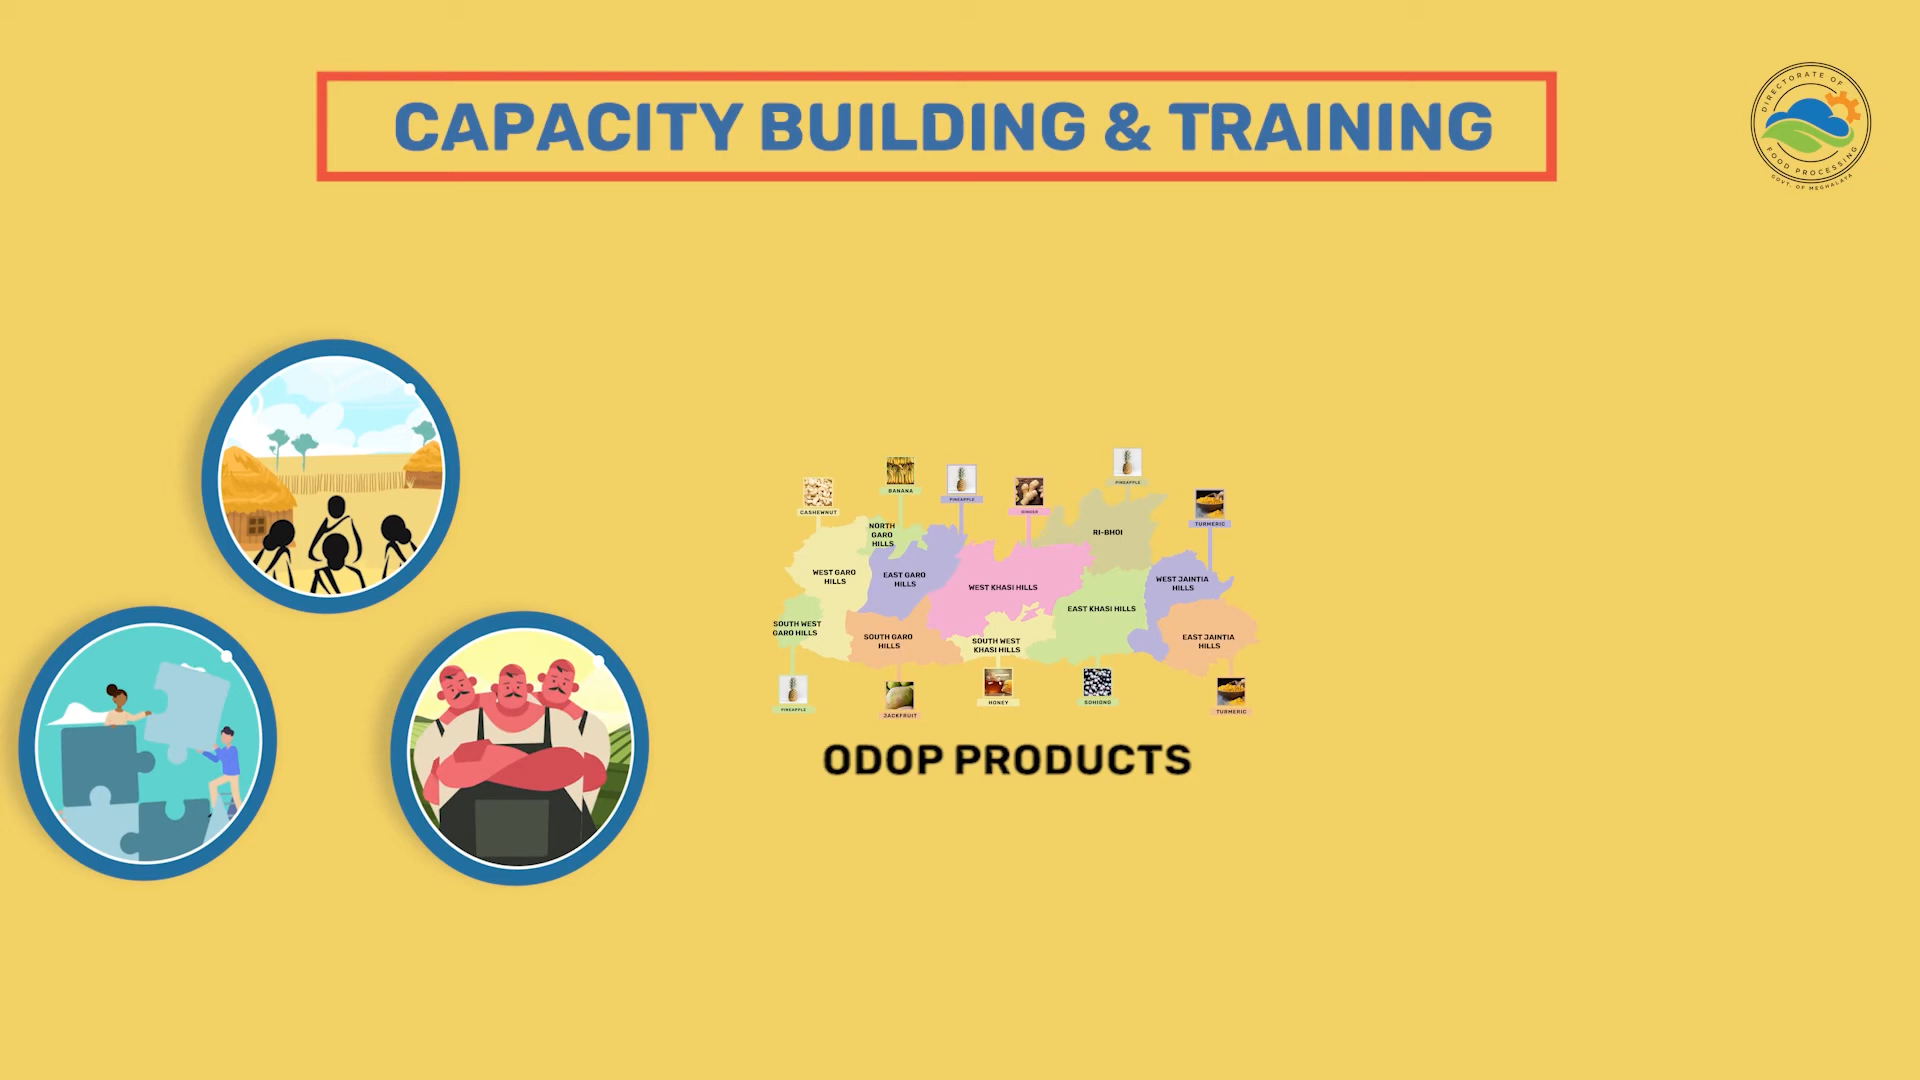 CAPACITY BUILDING & TRAINING
DIRECTORATE OF
FOOD PROCESSING
GOVT. OF MEGHALAYA
CASHEWNUT
BANANA
PINEAPPLE
GINGER
PINEAPPLE
TURMERIC
NORTH
GARO
HILLS
RI-BHOI
WEST GARO
HILLS
EAST GARO
HILLS
WEST KHASI HILLS
WEST JAINTIA
HILLS
EAST KHASI HILLS
SOUTH WEST
GARO HILLS
SOUTH GARO
HILLS
SOUTH WEST
KHASI HILLS
EAST JAINTIA
HILLS
PINEAPPLE
JACKFRUIT
HONEY
SOHIONG
TURMERIC
ODOP PRODUCTS